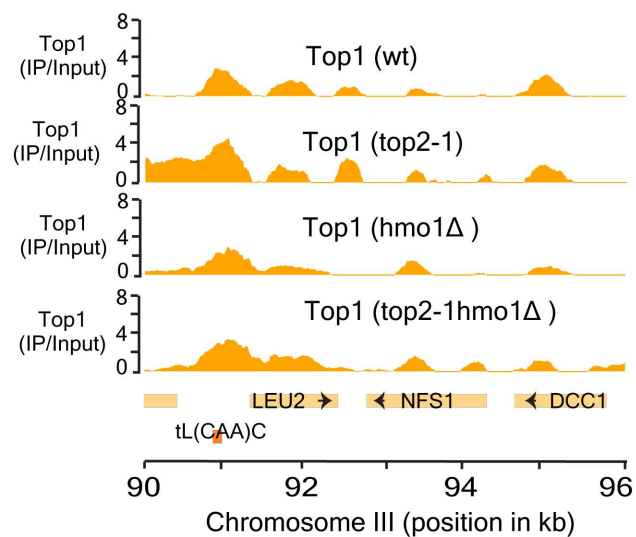 8
Top1
(IP/Input)
4
0
Top1 (wt)
8
Top1
(IP/Input)
4
0
Top1 (top2-1)
8
Top1
(IP/Input)
4
0
Top1 (hmo1Δ )
8
Top1
(IP/Input)
4
0
Top1 (top2-1hmo1Δ )
LEU2 NFS1 DCC1
tL(CAA)C
90 92 94 96
Chromosome III (position in kb)